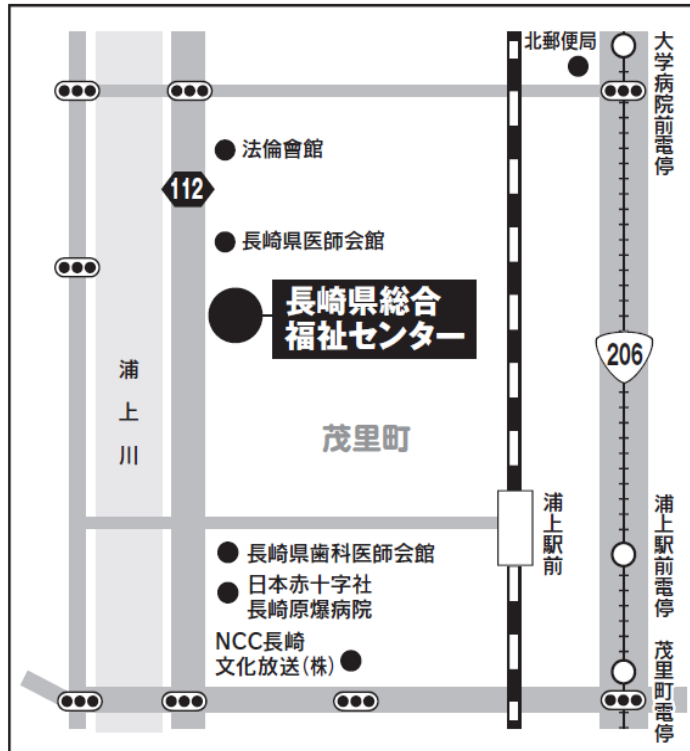 北郵便局
大学病院前電停
法倫會館
112
長崎県医師会館
長崎県総合
福祉センター
206
浦上川
茂里町
浦上駅前
浦上駅前電停
長崎県歯科医師会館
日本赤十字社
長崎原爆病院
NCC長崎
文化放送(株)
茂里町電停